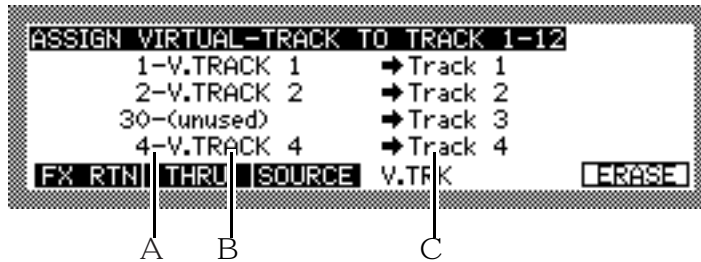 ASSIGN VIRTUAL-TRACK TO TRACK 1-12
1-V.TRACK 1 ➔Track 1
2-V.TRACK 2 ➔Track 2
30-(unused) ➔Track 3
4-V.TRACK 4 ➔Track 4
FX RTN THRU SOURCE V.TRK ERASE
A B C